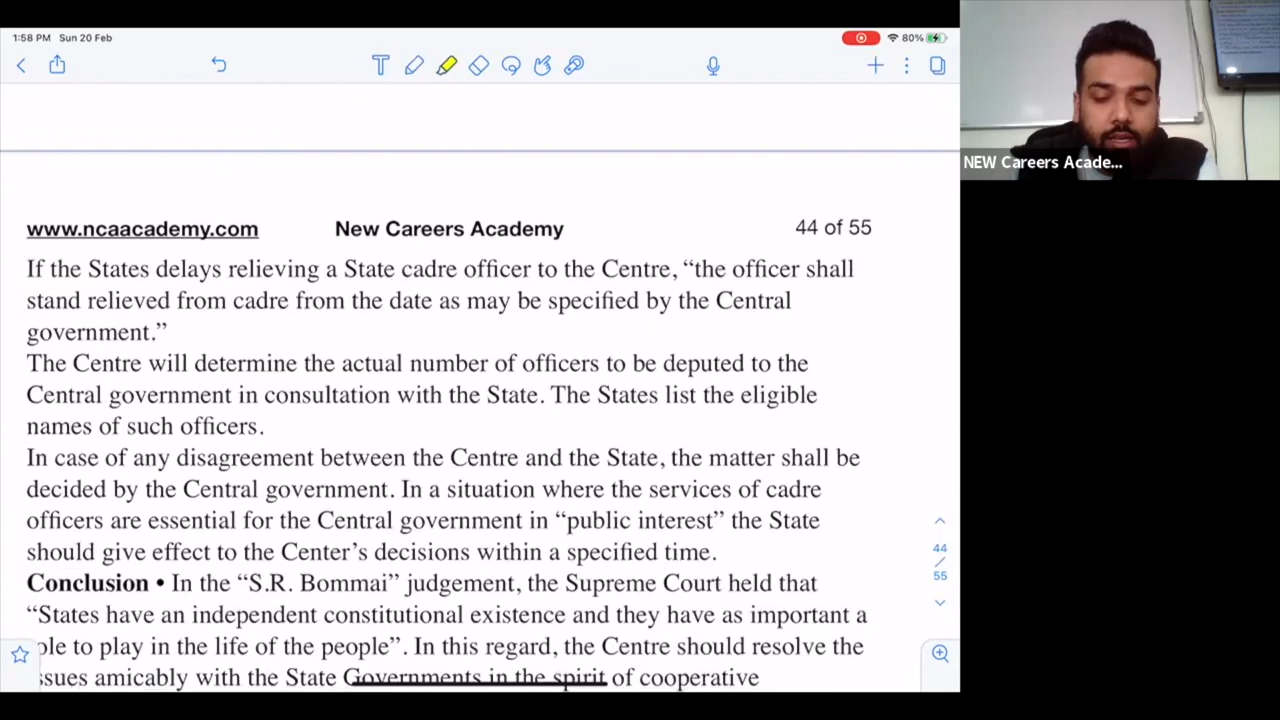 1:58 PM Sun 20 Feb
80%
www.ncaacademy.com New Careers Academy 44 of 55
If the States delays relieving a State cadre officer to the Centre, “the officer shall
stand relieved from cadre from the date as may be specified by the Central
government.”
The Centre will determine the actual number of officers to be deputed to the
Central government in consultation with the State. The States list the eligible
names of such officers.
In case of any disagreement between the Centre and the State, the matter shall be
decided by the Central government. In a situation where the services of cadre
officers are essential for the Central government in “public interest” the State
should give effect to the Center’s decisions within a specified time.
Conclusion • In the “S.R. Bommai” judgement, the Supreme Court held that
“States have an independent constitutional existence and they have as important a
ole to play in the life of the people”. In this regard, the Centre should resolve the
ssues amicably with the State Governments in the spirit of cooperative
44
/
55
NEW Careers Acade...